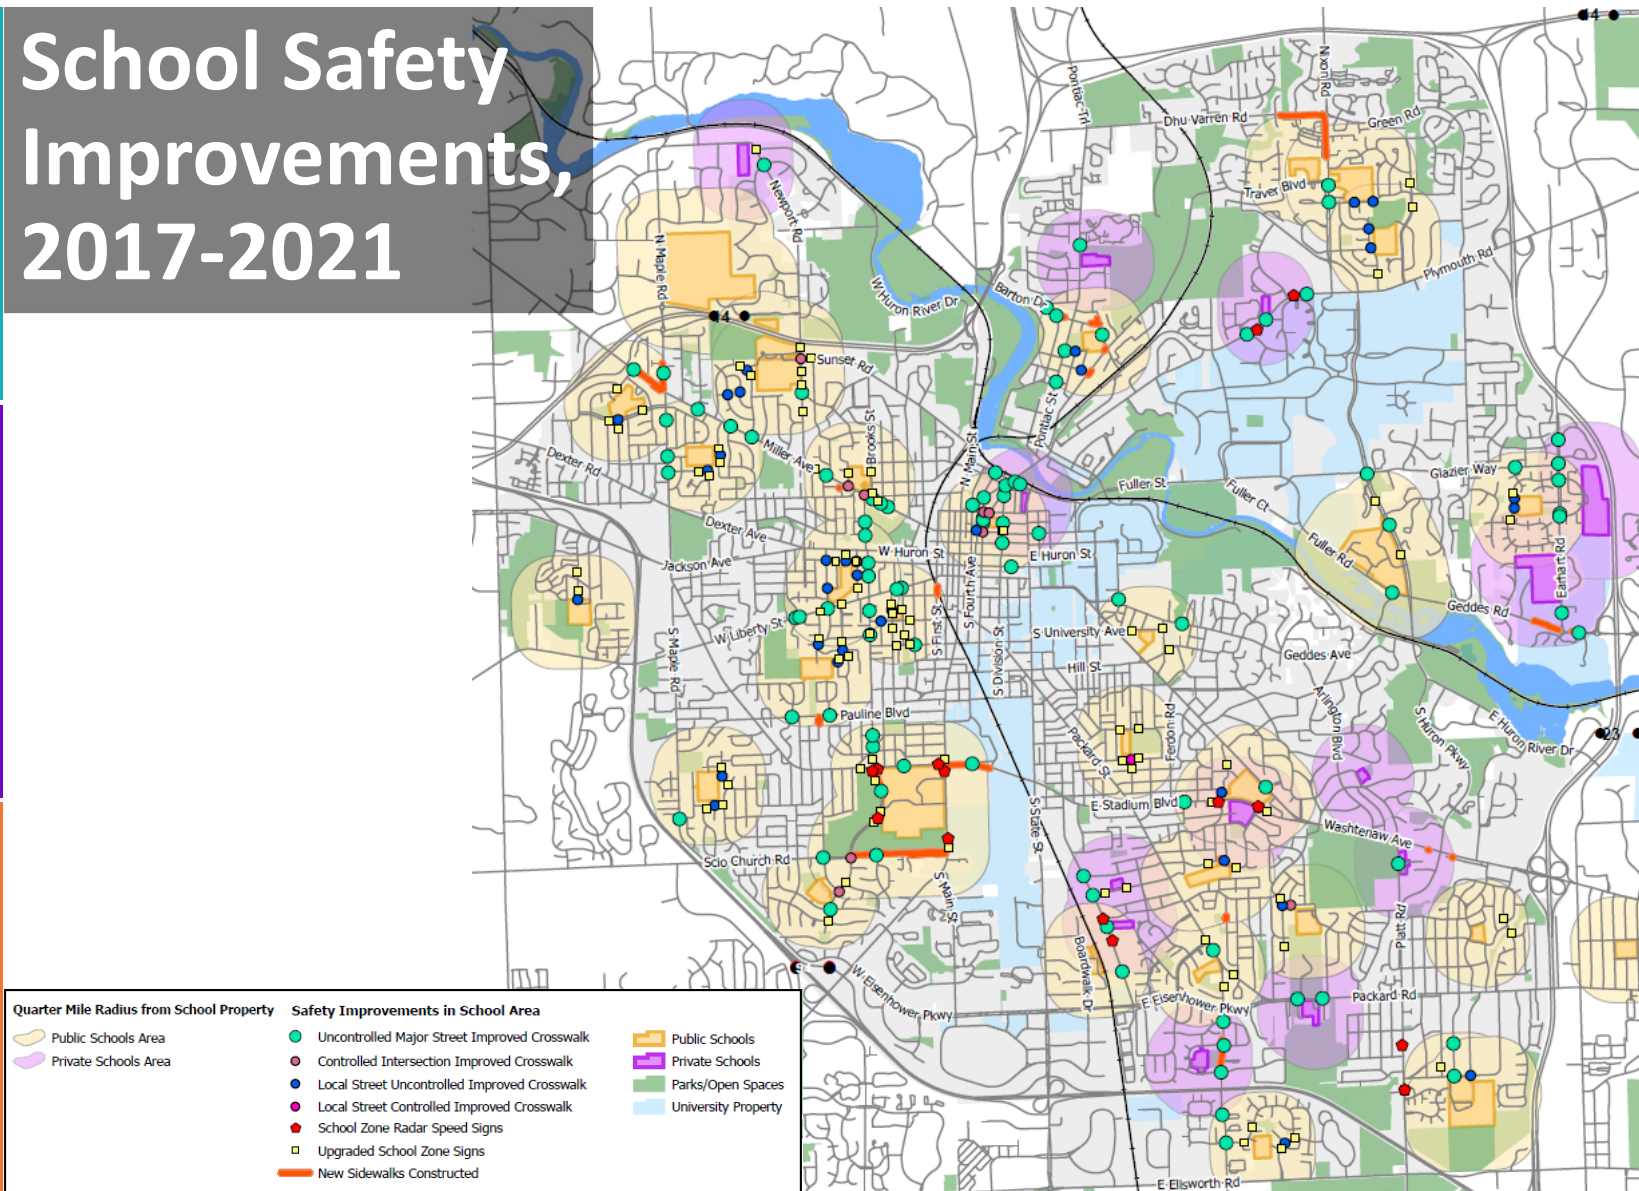 School Safety
Improvements,
2017-2021
14
Nixon Rd
Pontiac Trl
Dhu Varren Rd
Green Rd
Newport Rd
Traver Blvd
N Maple Rd
Plymouth Rd
W Huron River Dr
Barton Dr
14
Sunset Rd
Pontiac St
Brooks St
N Main St
Miller Ave
Dexter Rd
Glazier Way
Fuller St
Fuller Ct
Dexter Ave
W Huron St
E Huron St
Fuller Rd
Jackson Ave
Earhart Rd
S Fourth Ave
Geddes Rd
S First St
W Liberty St
S University Ave
S Division St
Geddes Ave
Hill St
S Maple Rd
Arlington Blvd
Pauline Blvd
Ferdon Rd
S Huron Pkwy
E Huron River Dr
23
Packard St
E Stadium Blvd
S State St
Washtenaw Ave
Scio Church Rd
S Main St
Platt Rd
Boardwalk Dr
W Eisenhower Pkwy
E Eisenhower Pkwy
Packard Rd
E Ellsworth Rd
Quarter Mile Radius from School Property
Public Schools Area
Private Schools Area
Safety Improvements in School Area
Uncontrolled Major Street Improved Crosswalk
Controlled Intersection Improved Crosswalk
Local Street Uncontrolled Improved Crosswalk
Local Street Controlled Improved Crosswalk
School Zone Radar Speed Signs
Upgraded School Zone Signs
New Sidewalks Constructed
Public Schools
Private Schools
Parks/Open Spaces
University Property